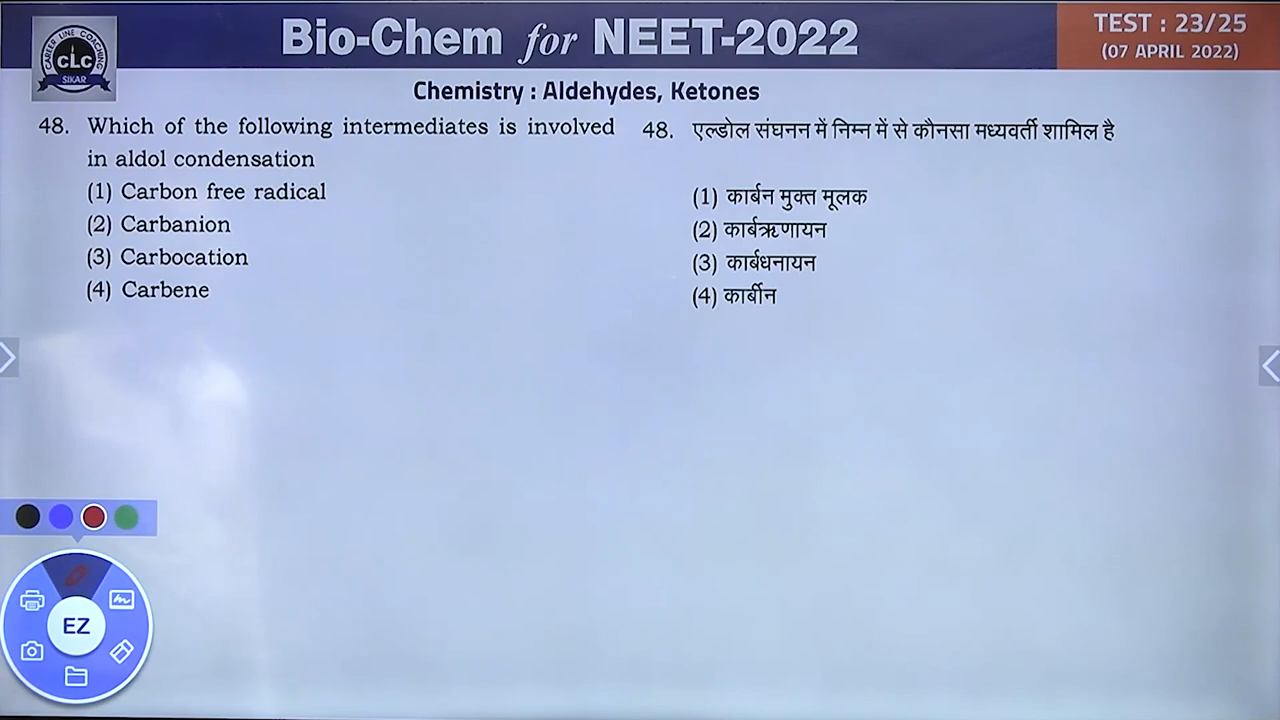 CAREER LINE COACHING
CLC
SIKAR
Bio-Chem for NEET-2022
TEST : 23/25
(07 APRIL 2022)
Chemistry : Aldehydes, Ketones
48. Which of the following intermediates is involved
in aldol condensation
(1) Carbon free radical
(2) Carbanion
(3) Carbocation
(4) Carbene
48. एल्डोल संघनन में निम्न में से कौनसा मध्यवर्ती शामिल है
(1) कार्बन मुक्त मूलक
(2) कार्बऋणायन
(3) कार्बधनायन
(4) कार्बीन
EZ